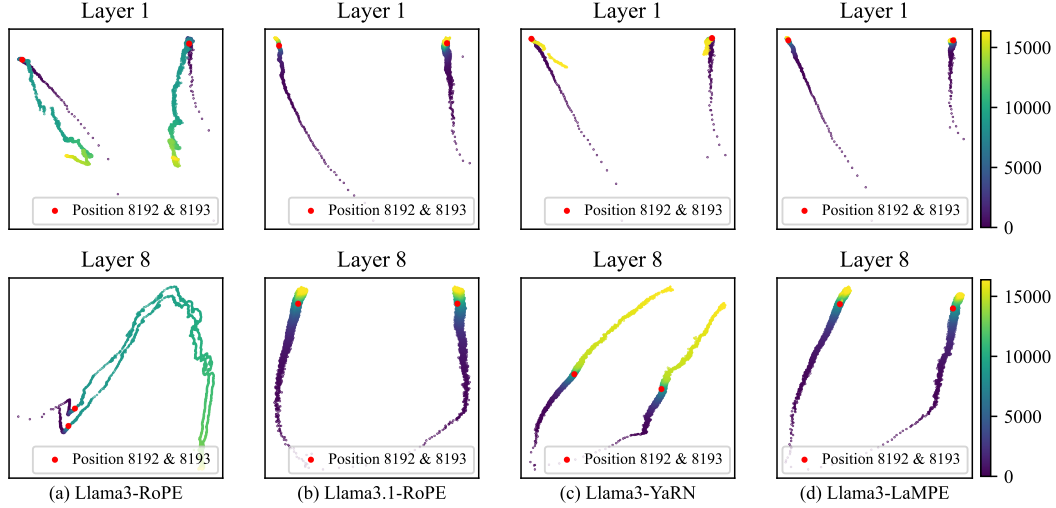 Layer 1 Layer 1 Layer 1 Layer 1
15000
10000
5000
0
Position 8192 & 8193 Position 8192 & 8193 Position 8192 & 8193 Position 8192 & 8193
Layer 8 Layer 8 Layer 8 Layer 8
15000
10000
5000
0
Position 8192 & 8193 Position 8192 & 8193 Position 8192 & 8193 Position 8192 & 8193
(a) Llama3-RoPE (b) Llama3.1-RoPE (c) Llama3-YaRN (d) Llama3-LaMPE